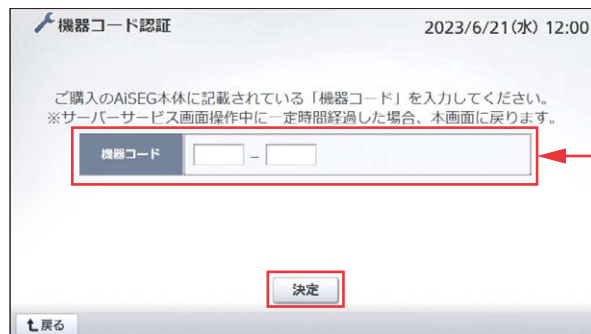 機器コード認証
2023/6/21(水) 12:00
ご購入のAiSEG本体に記載されている「機器コード」を入力してください。
※サーバーサービス画面操作中に一定時間経過した場合、本画面に戻ります。
機器コード －
決定
戻る